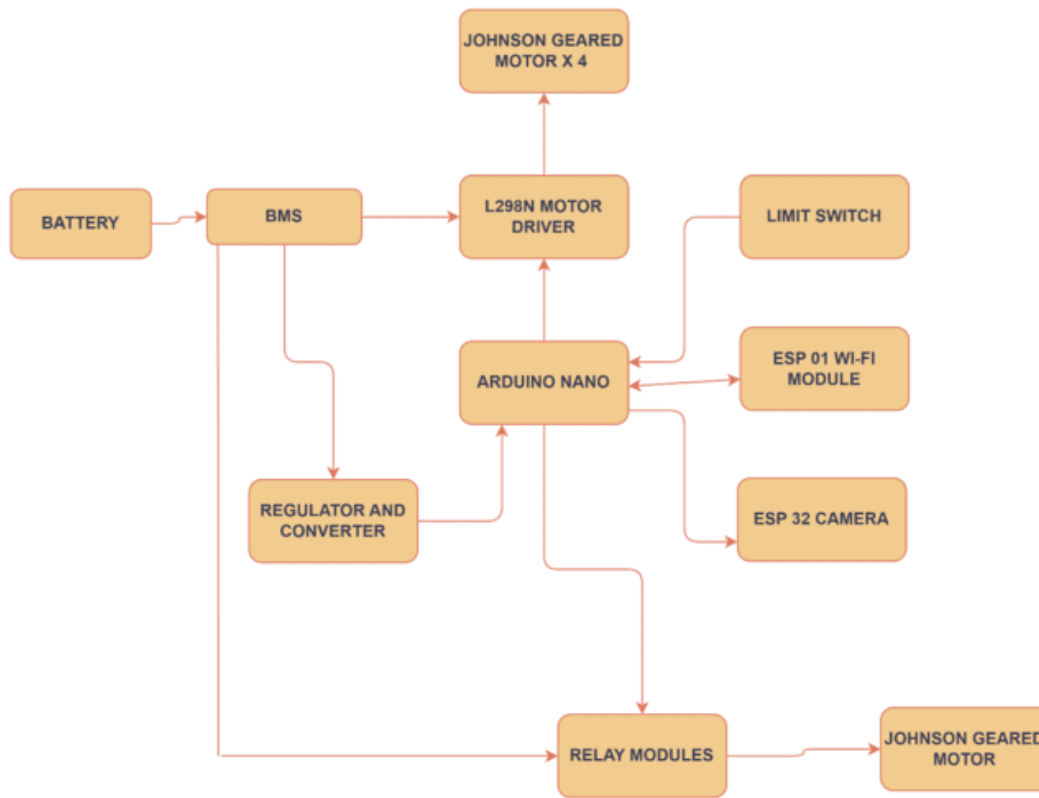 JOHNSON GEARED
MOTOR X 4
BATTERY
BMS
L298N MOTOR
DRIVER
LIMIT SWITCH
ARDUINO NANO
ESP 01 WI-FI
MODULE
REGULATOR AND
CONVERTER
ESP 32 CAMERA
RELAY MODULES
JOHNSON GEARED
MOTOR